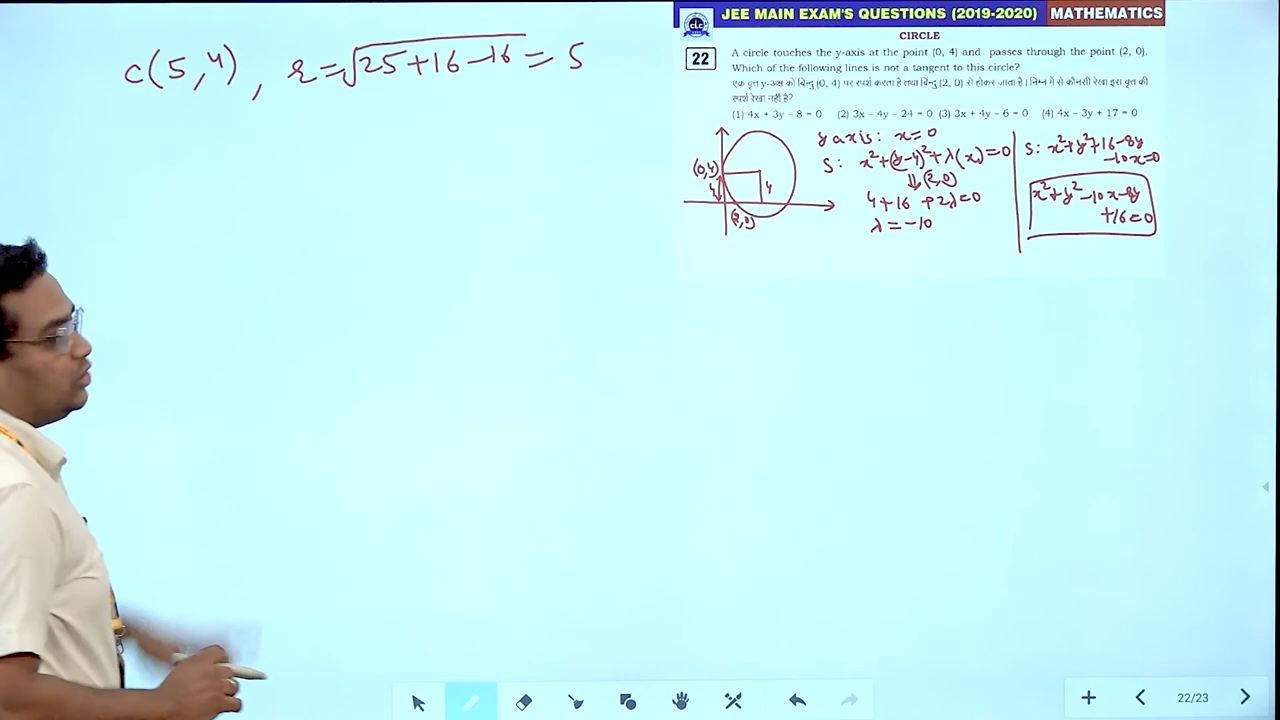 C(5,4), r=√25+16-16 = 5
CLC
JEE MAIN EXAM'S QUESTIONS (2019-2020) MATHEMATICS
CIRCLE
22
A circle touches the y-axis at the point (0, 4) and passes through the point (2, 0).
Which of the following lines is not a tangent to this circle?
एक वृत्त y-अक्ष को बिन्दु (0, 4) पर स्पर्श करता है तथा बिन्दु (2, 0) से होकर जाता है। निम्न में से कौनसी रेखा इस वृत्त की
स्पर्श रेखा नहीं है?
(1) 4x + 3y – 8 = 0 (2) 3x – 4y – 24 = 0 (3) 3x + 4y – 6 = 0 (4) 4x – 3y + 17 = 0
y axis: x=0
S: x²+(y-4)²+λ(x)=0
⇓(2,0)
4+16 +2λ=0
λ=-10
(0,4)
4
4
(2,0)
S: x²+y²+16-8y
-10x=0
x²+y²-10x-8y
+16=0
22/23